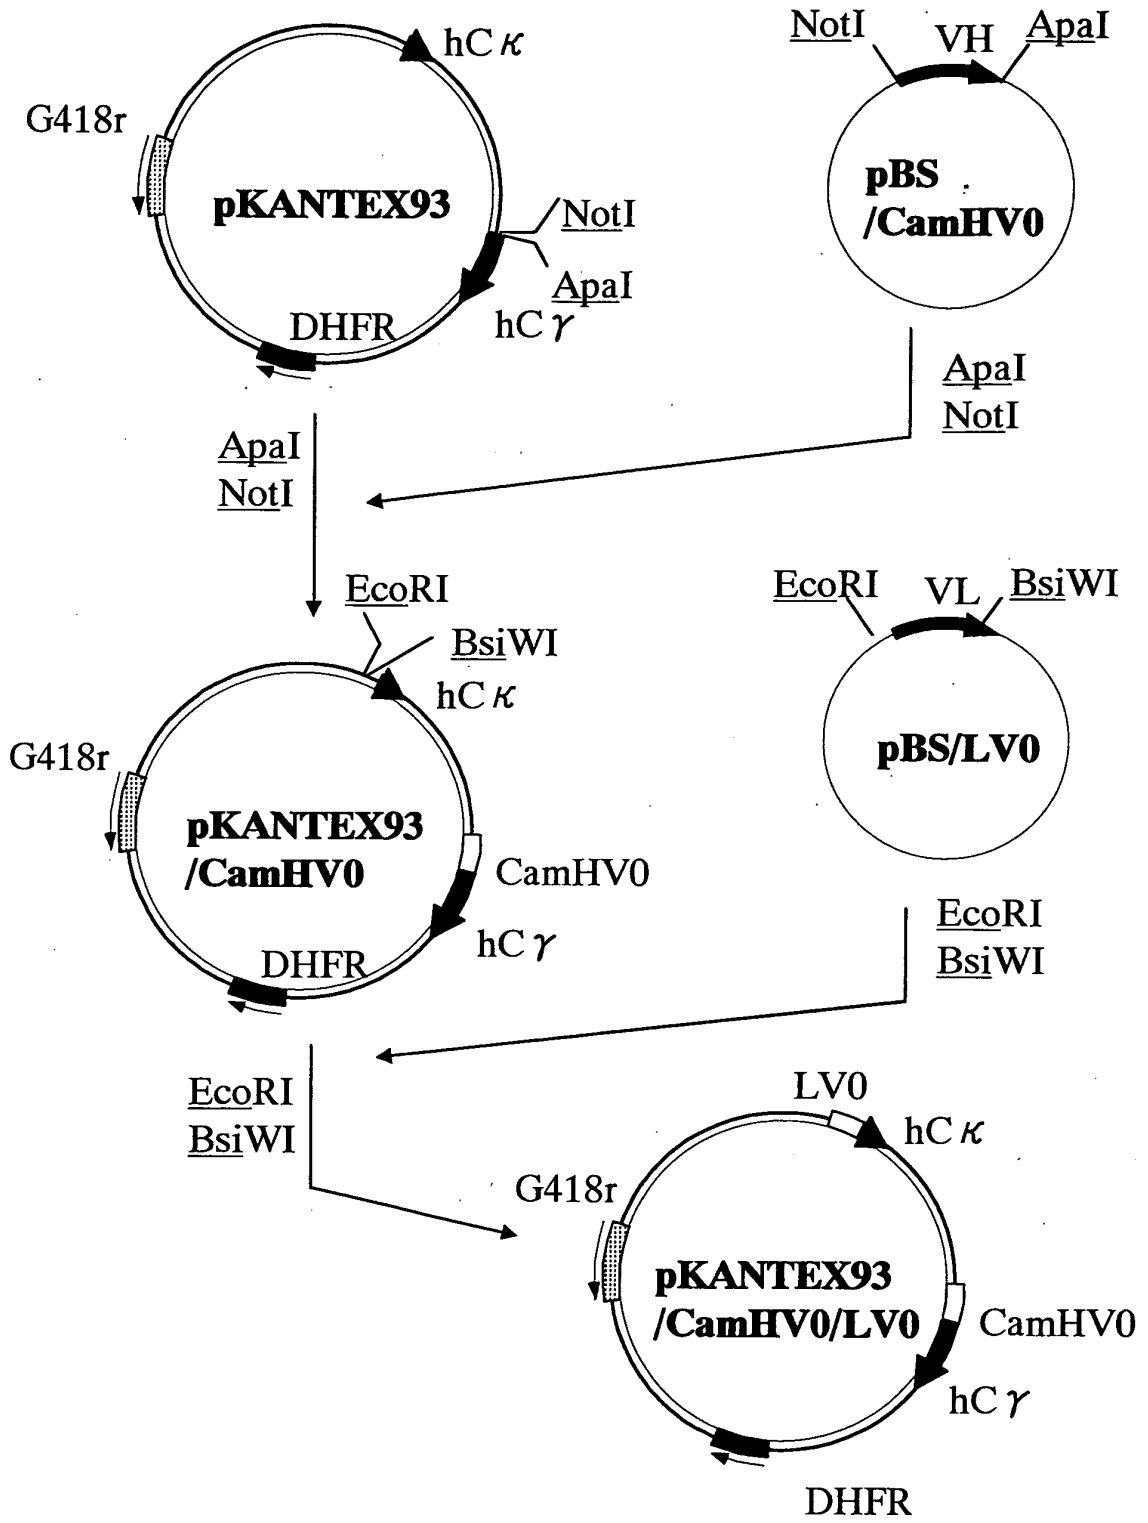 hCκ
G418r
pKANTEX93
NotI
ApaI
hCγ
DHFR
NotI
VH
ApaI
pBS
/CamHV0
ApaI
NotI
ApaI
NotI
EcoRI
BsiWI
hCκ
G418r
pKANTEX93
/CamHV0
CamHV0
hCγ
DHFR
EcoRI
VL
BsiWI
pBS/LV0
EcoRI
BsiWI
EcoRI
BsiWI
LV0
hCκ
G418r
pKANTEX93
/CamHV0/LV0
CamHV0
hCγ
DHFR